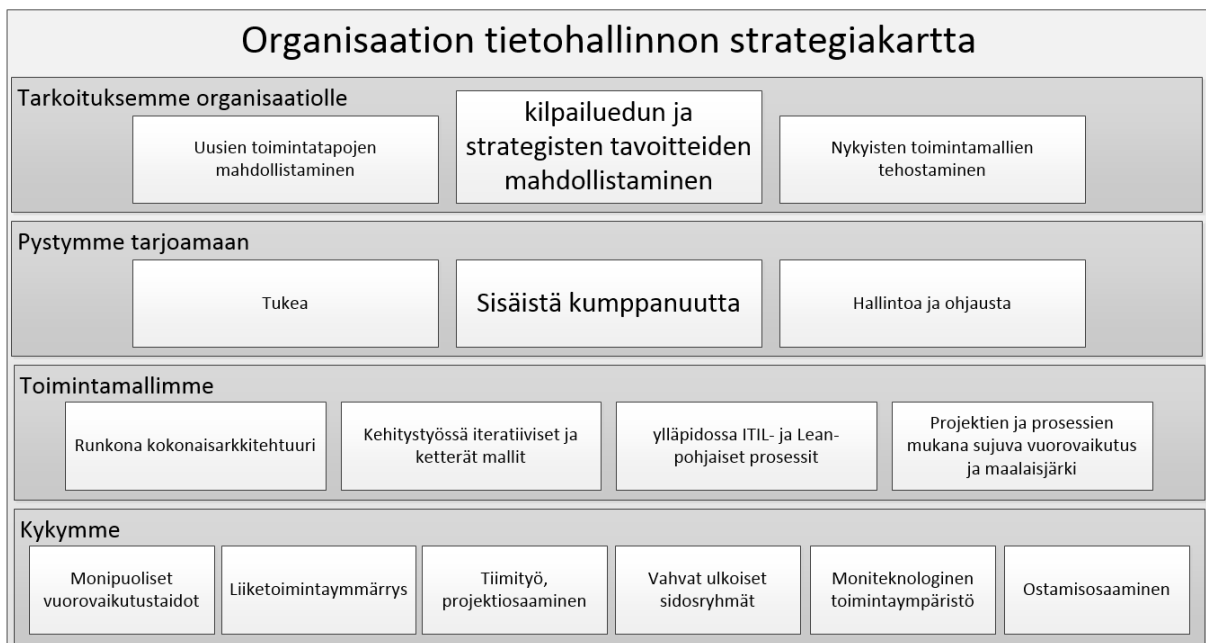 Organisaation tietohallinnon strategiakartta
Tarkoituksemme organisaatiolle
Uusien toimintatapojen
mahdollistaminen
kilpailuedun ja
strategisten tavoitteiden
mahdollistaminen
Nykyisten toimintamallien
tehostaminen
Pystymme tarjoamaan
Tukea
Sisäistä kumppanuutta
Hallintoa ja ohjausta
Toimintamallimme
Runkona kokonaisarkkitehtuuri
Kehitystyössä iteratiiviset ja
ketterät mallit
ylläpidossa ITIL- ja Lean-
pohjaiset prosessit
Projektien ja prosessien
mukana sujuva vuorovaikutus
ja maalaisjärki
Kykymme
Monipuoliset
vuorovaikutustaidot
Liiketoimintaymmärrys
Tiimityö,
projektiosaaminen
Vahvat ulkoiset
sidosryhmät
Moniteknologinen
toimintaympäristö
Ostamisosaaminen